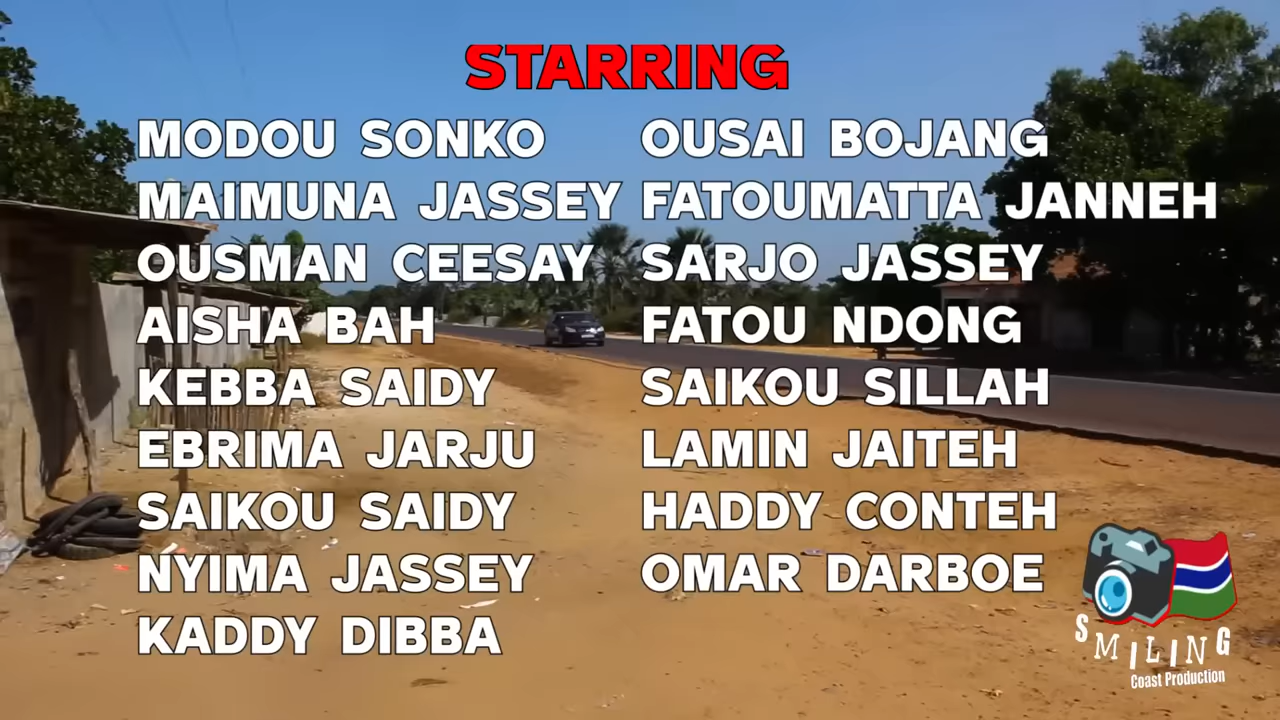 STARRING
MODOU SONKO
MAIMUNA JASSEY
OUSMAN CEESAY
AISHA BAH
KEBBA SAIDY
EBRIMA JARJU
SAIKOU SAIDY
NYIMA JASSEY
KADDY DIBBA
OUSAI BOJANG
FATOUMATTA JANNEH
SARJO JASSEY
FATOU NDONG
SAIKOU SILLAH
LAMIN JAITEH
HADDY CONTEH
OMAR DARBOE
SMILING
Coast Production